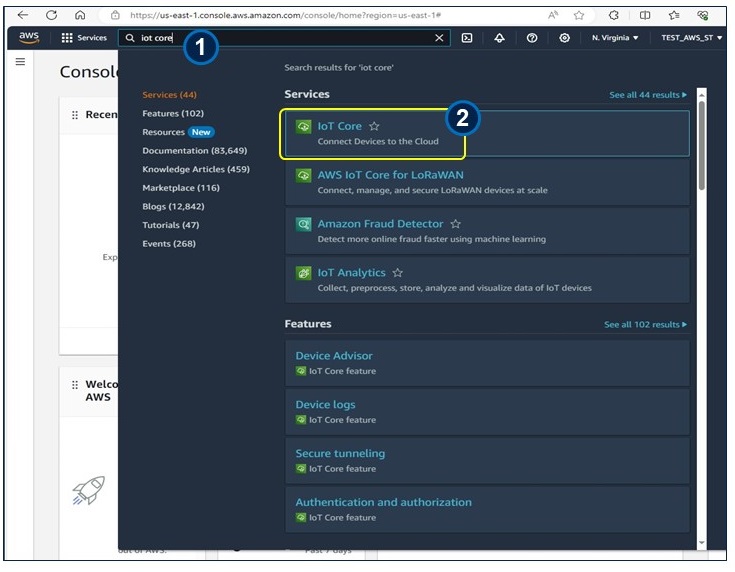 https://us-east-1.console.aws.amazon.com/console/home?region=us-east-1#
aws
Services
iot core
1
N. Virginia
TEST_AWS_ST
Consol
Search results for 'iot core'
Services (44)
Features (102)
Resources New
Documentation (83,649)
Knowledge Articles (459)
Marketplace (116)
Blogs (12,842)
Tutorials (47)
Events (268)
Services
See all 44 results
2
IoT Core
Connect Devices to the Cloud
AWS IoT Core for LoRaWAN
Connect, manage, and secure LoRaWAN devices at scale
Amazon Fraud Detector
Detect more online fraud faster using machine learning
IoT Analytics
Collect, preprocess, store, analyze and visualize data of IoT devices
Features
See all 102 results
Device Advisor
IoT Core feature
Device logs
IoT Core feature
Secure tunneling
IoT Core feature
Authentication and authorization
IoT Core feature
Recen
Exp
Welco
AWS
out of AWS.
Past 7 days